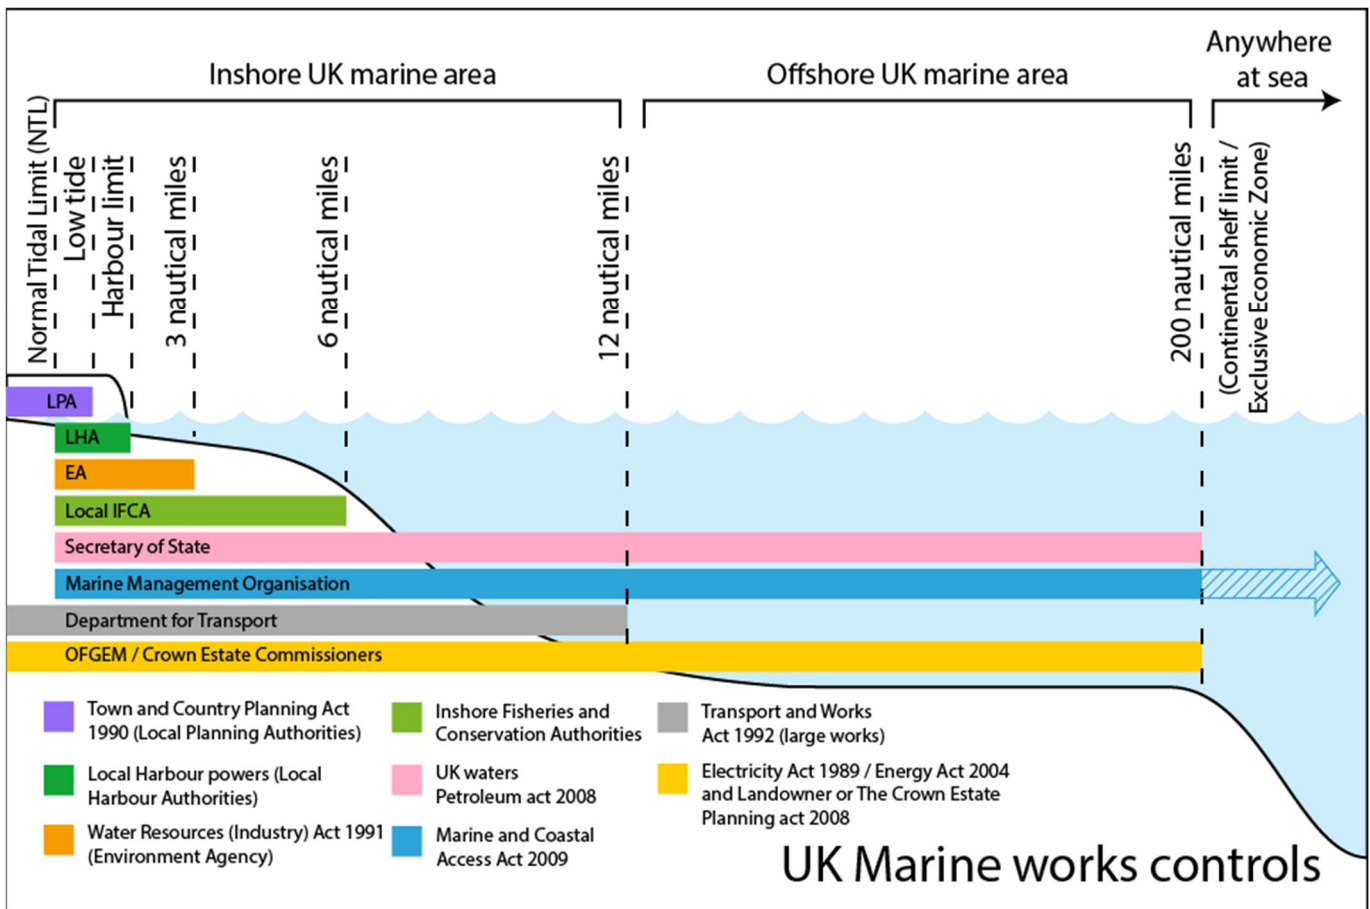 Inshore UK marine area
Offshore UK marine area
Anywhere
at sea
Normal Tidal Limit (NTL)
Low tide
Harbour limit
3 nautical miles
6 nautical miles
12 nautical miles
200 nautical miles
(Continental shelf limit /
Exclusive Economic Zone)
LPA
LHA
EA
Local IFCA
Secretary of State
Marine Management Organisation
Department for Transport
OFGEM / Crown Estate Commissioners
Town and Country Planning Act
1990 (Local Planning Authorities)
Local Harbour powers (Local
Harbour Authorities)
Water Resources (Industry) Act 1991
(Environment Agency)
Inshore Fisheries and
Conservation Authorities
UK waters
Petroleum act 2008
Marine and Coastal
Access Act 2009
Transport and Works
Act 1992 (large works)
Electricity Act 1989 / Energy Act 2004
and Landowner or The Crown Estate
Planning act 2008
UK Marine works controls